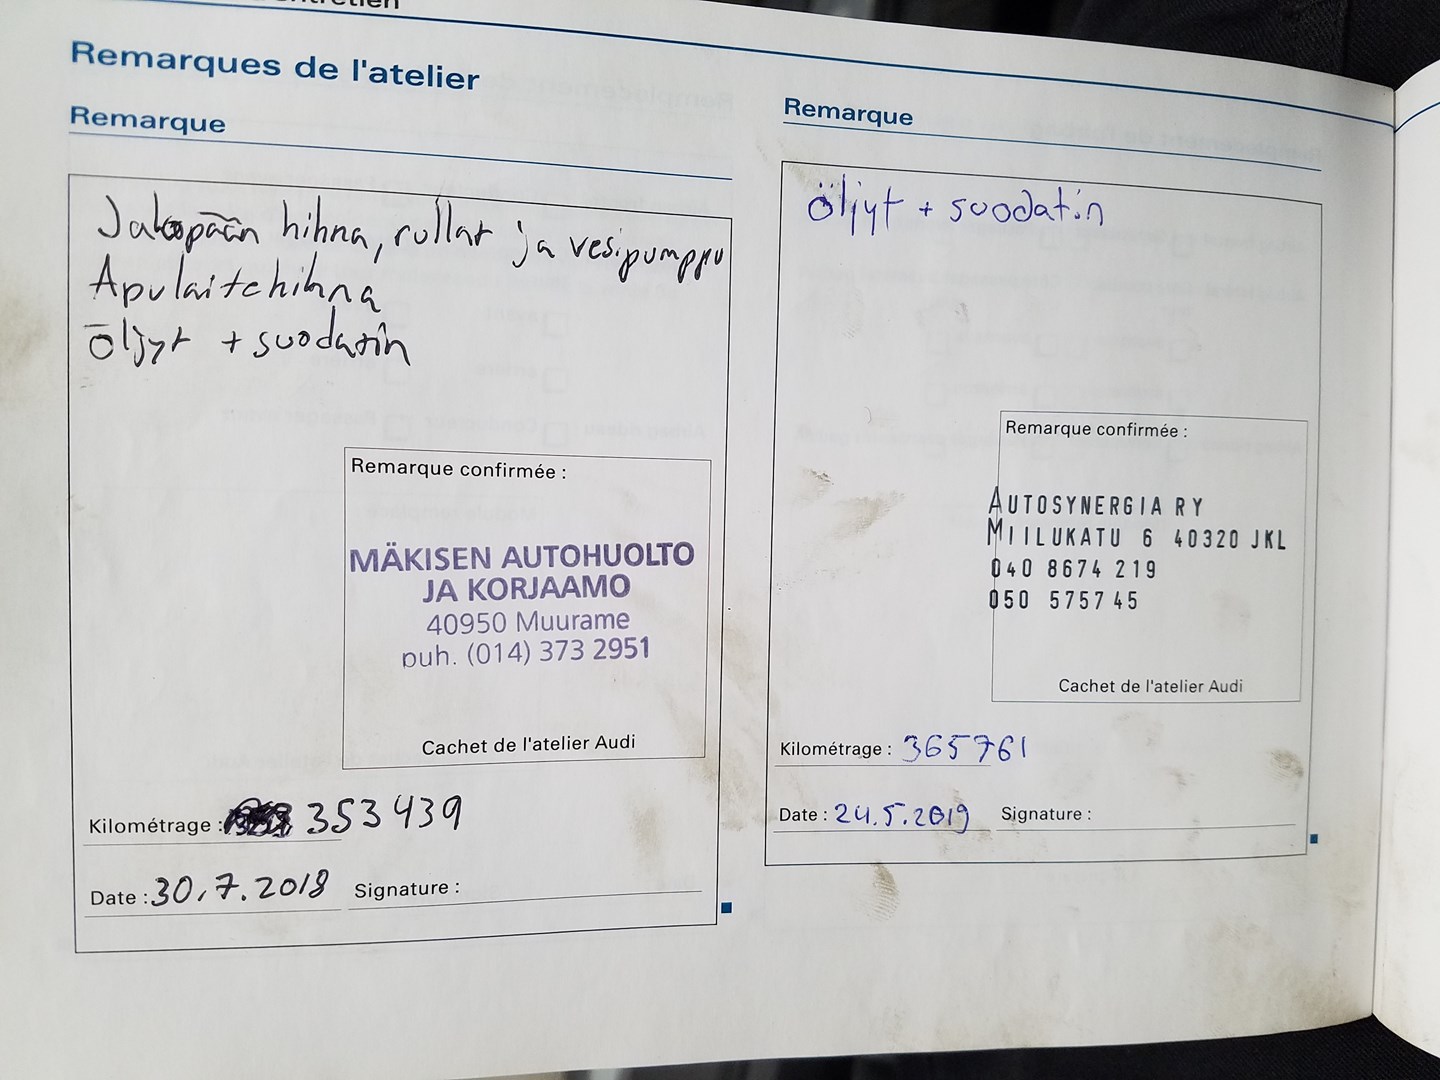 Remarques de l'atelier
Remarque
Jakopään hihna, rullat ja vesipumppu
Apulaitehihna
Öljyt + suodatin
Remarque confirmée :
MÄKISEN AUTOHUOLTO
JA KORJAAMO
40950 Muurame
puh. (014) 373 2951
Cachet de l'atelier Audi
Kilométrage : 353439
Date : 30.7.2018 Signature :
Remarque
Öljyt + suodatin
Remarque confirmée :
AUTOSYNERGIA RY
MIILUKATU 6 40320 JKL
040 8674 219
050 575745
Cachet de l'atelier Audi
Kilométrage : 365761
Date : 24.5.2019 Signature :